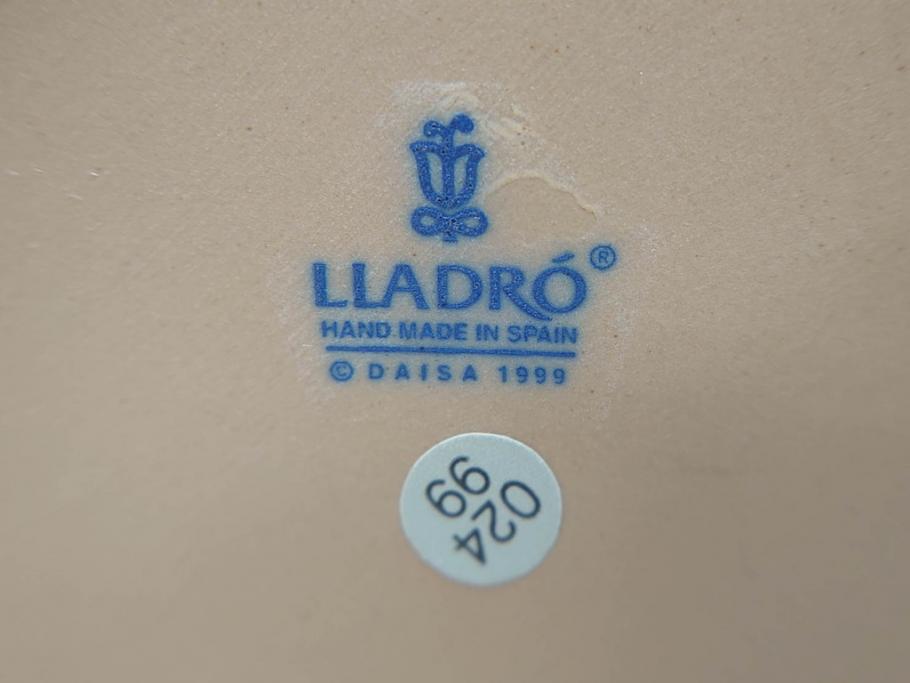 LLADRÓ®
HAND MADE IN SPAIN
© DAISA 1999
024
99